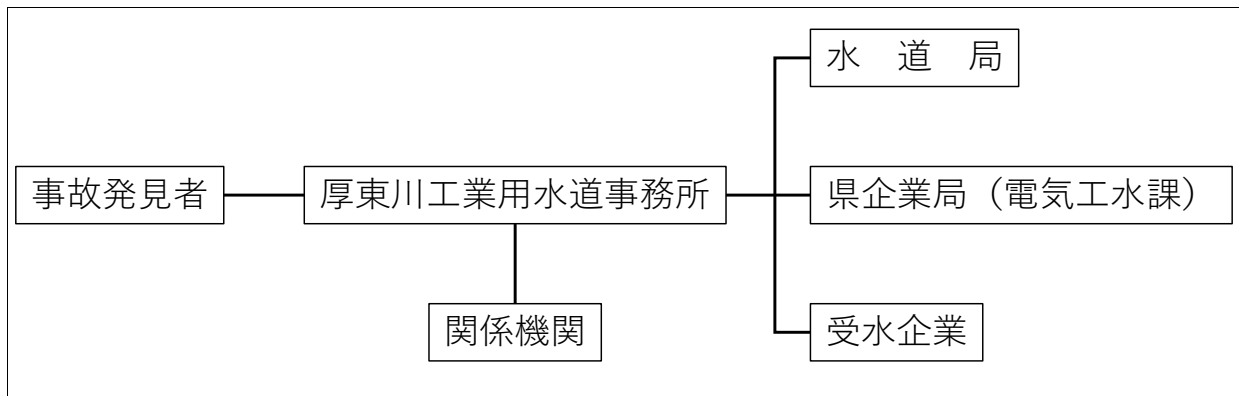 水　道　局
事故発見者
厚東川工業用水道事務所
県企業局（電気工水課）
関係機関
受水企業